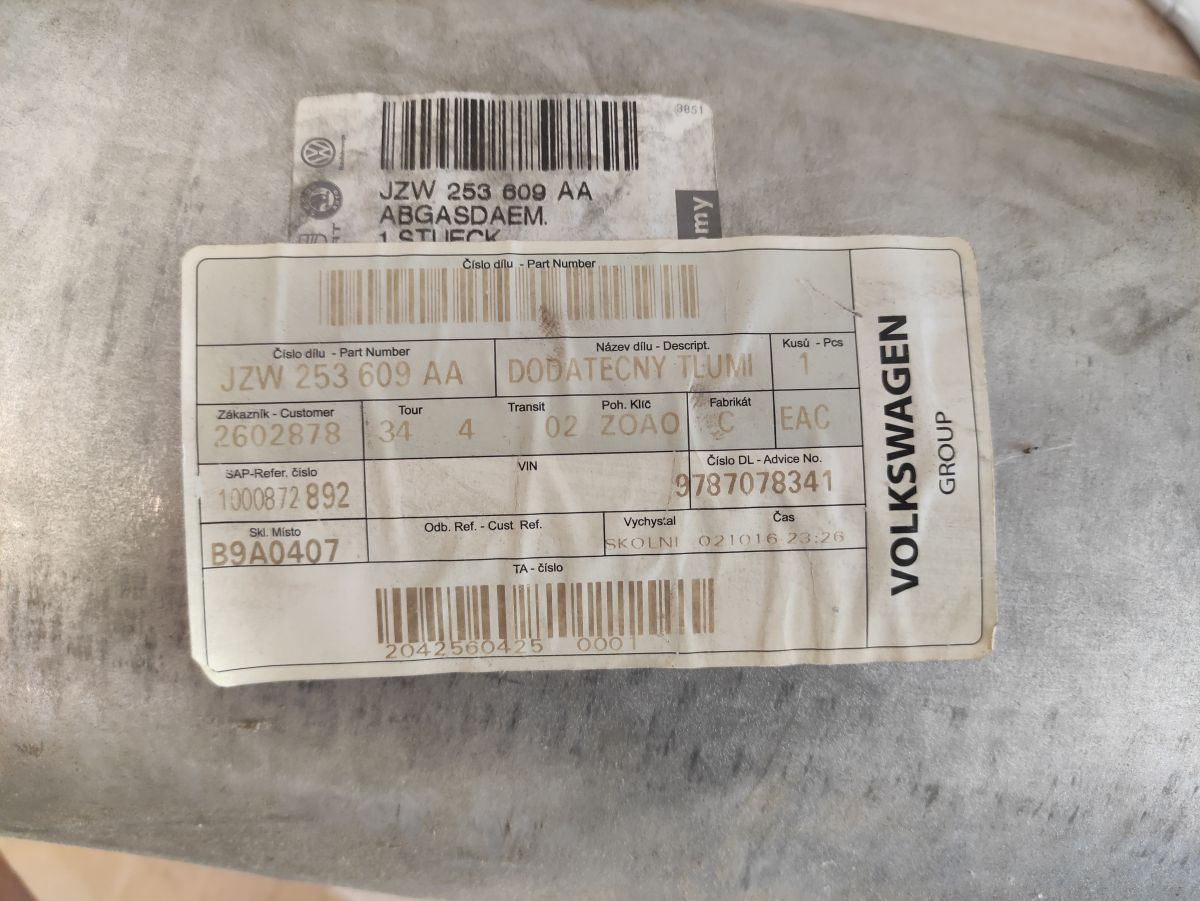 3851
JZW 253 609 AA
ABGASDAEM.
1 STUECK
omy
Číslo dílu - Part Number
Číslo dílu - Part Number
Název dílu - Descript.
Kusů - Pcs
JZW 253 609 AA
DODATECNY TLUMI
1
Zákazník - Customer
Tour
Transit
Poh. Klíč
Fabrikát
2602878
34
4
02
ZOAO
C
EAC
SAP-Refer. číslo
VIN
Číslo DL - Advice No.
1000872892
9787078341
Skl. Místo
Odb. Ref. - Cust Ref.
Vychystal
Čas
B9A0407
SKOLNI
021016 23:26
TA - číslo
2042560425 0001
VOLKSWAGEN
GROUP